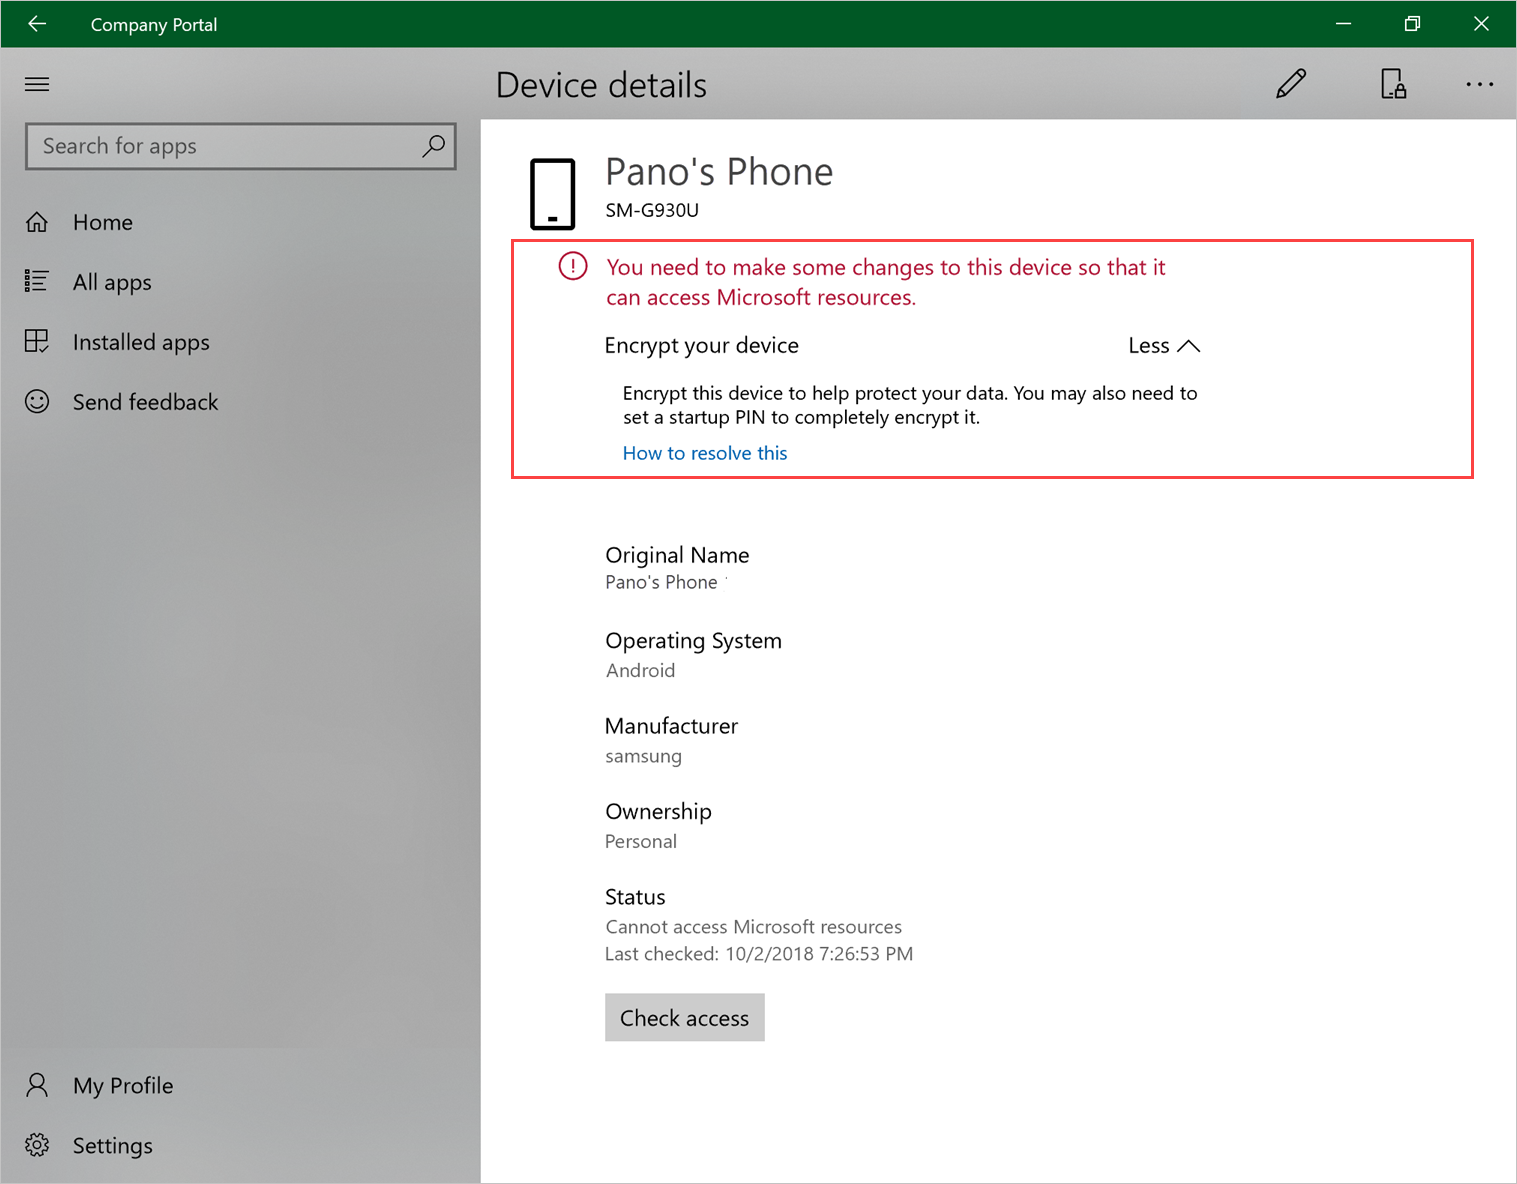 Company Portal
Device details
Search for apps
Home
All apps
Installed apps
Send feedback
My Profile
Settings
Pano's Phone
SM-G930U
You need to make some changes to this device so that it
can access Microsoft resources.
Encrypt your device
Less
Encrypt this device to help protect your data. You may also need to
set a startup PIN to completely encrypt it.
How to resolve this
Original Name
Pano's Phone
Operating System
Android
Manufacturer
samsung
Ownership
Personal
Status
Cannot access Microsoft resources
Last checked: 10/2/2018 7:26:53 PM
Check access